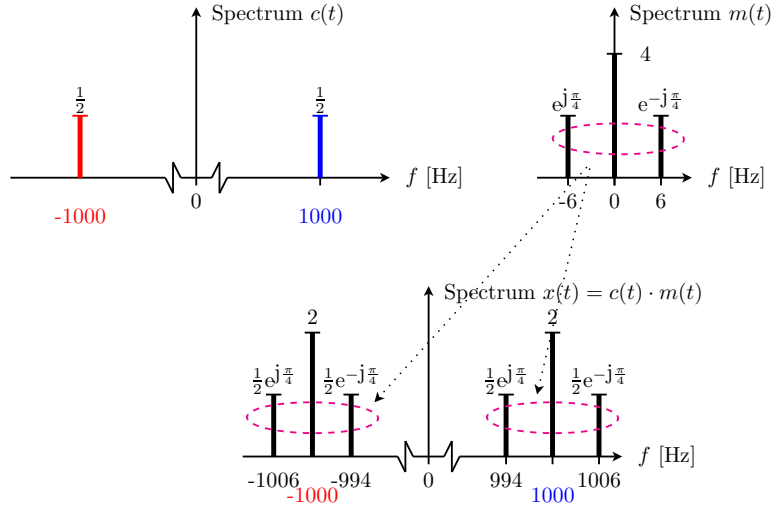 Spectrum c(t)
1/2
1/2
f [Hz]
0
-1000
1000
Spectrum m(t)
4
e^{jπ/4}
e^{-jπ/4}
f [Hz]
-6
0
6
Spectrum x(t) = c(t) · m(t)
2
2
1/2 e^{jπ/4}
1/2 e^{-jπ/4}
1/2 e^{jπ/4}
1/2 e^{-jπ/4}
f [Hz]
-1006
-994
0
994
1006
-1000
1000